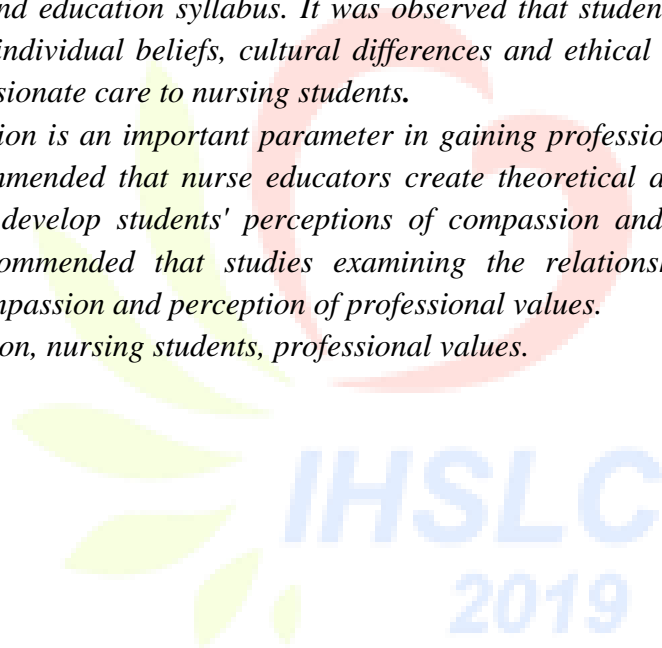 nd education syllabus. It was observed that studen
individual beliefs, cultural differences and ethical
sionate care to nursing students.
ion is an important parameter in gaining professio
nmended that nurse educators create theoretical a
develop students' perceptions of compassion and
ommended that studies examining the relations
npassion and perception of professional values.
on, nursing students, professional values.
IHSLC
2019